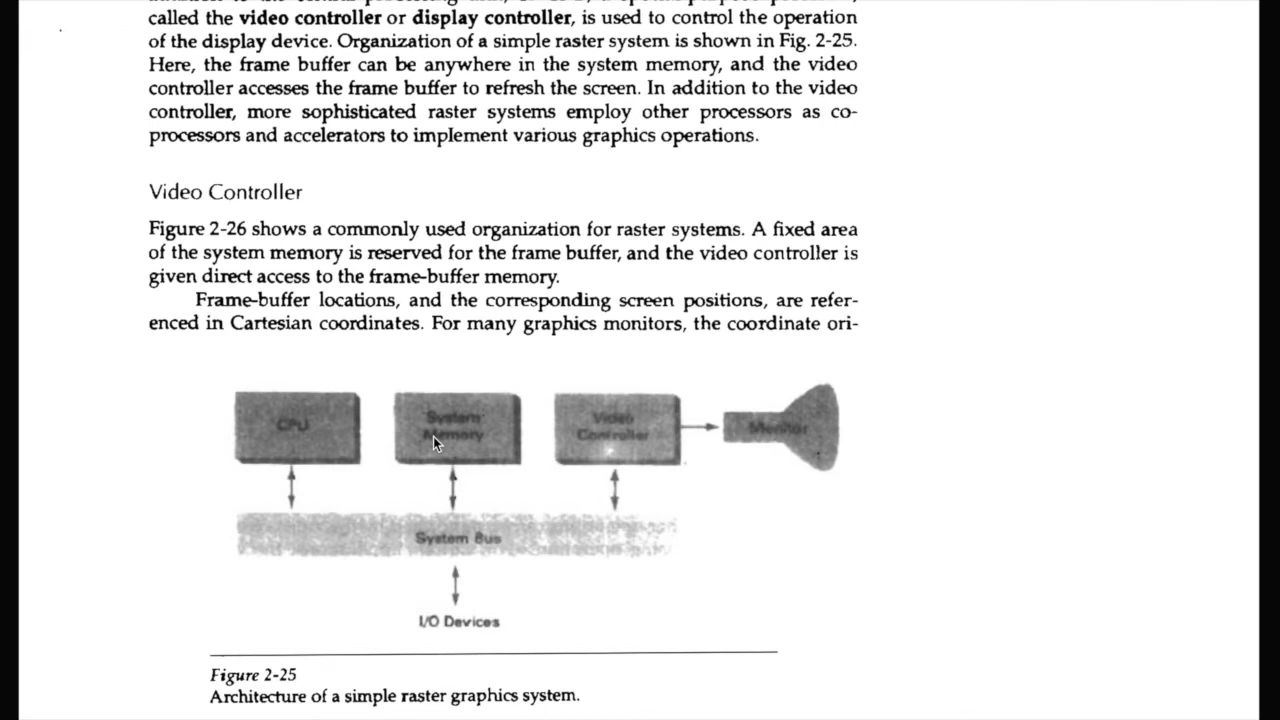 called the video controller or display controller, is used to control the operation
of the display device. Organization of a simple raster system is shown in Fig. 2-25.
Here, the frame buffer can be anywhere in the system memory, and the video
controller accesses the frame buffer to refresh the screen. In addition to the video
controller, more sophisticated raster systems employ other processors as co-
processors and accelerators to implement various graphics operations.
Video Controller
Figure 2-26 shows a commonly used organization for raster systems. A fixed area
of the system memory is reserved for the frame buffer, and the video controller is
given direct access to the frame-buffer memory.
Frame-buffer locations, and the corresponding screen positions, are refer-
enced in Cartesian coordinates. For many graphics monitors, the coordinate ori-
CPU
System
Memory
Video
Controller
Monitor
System Bus
I/O Devices
Figure 2-25
Architecture of a simple raster graphics system.